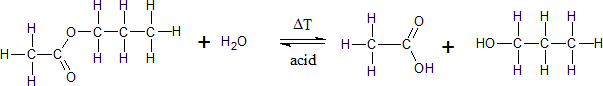 H H H
H O C C C H
H C C H H H
H O
+ H₂O
ΔT
acid
H O
H C C
H OH
+
H H H
HO C C C H
H H H